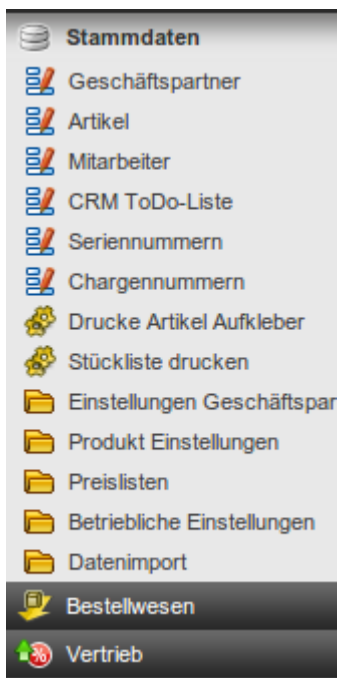 Stammdaten
Geschäftspartner
Artikel
Mitarbeiter
CRM ToDo-Liste
Seriennummern
Chargennummern
Drucke Artikel Aufkleber
Stückliste drucken
Einstellungen Geschäftspar
Produkt Einstellungen
Preislisten
Betriebliche Einstellungen
Datenimport
Bestellwesen
Vertrieb